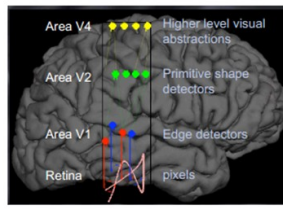 Area V4 Higher level visual
abstractions
Area V2 Primitive shape
detectors
Area V1 Edge detectors
Retina pixels